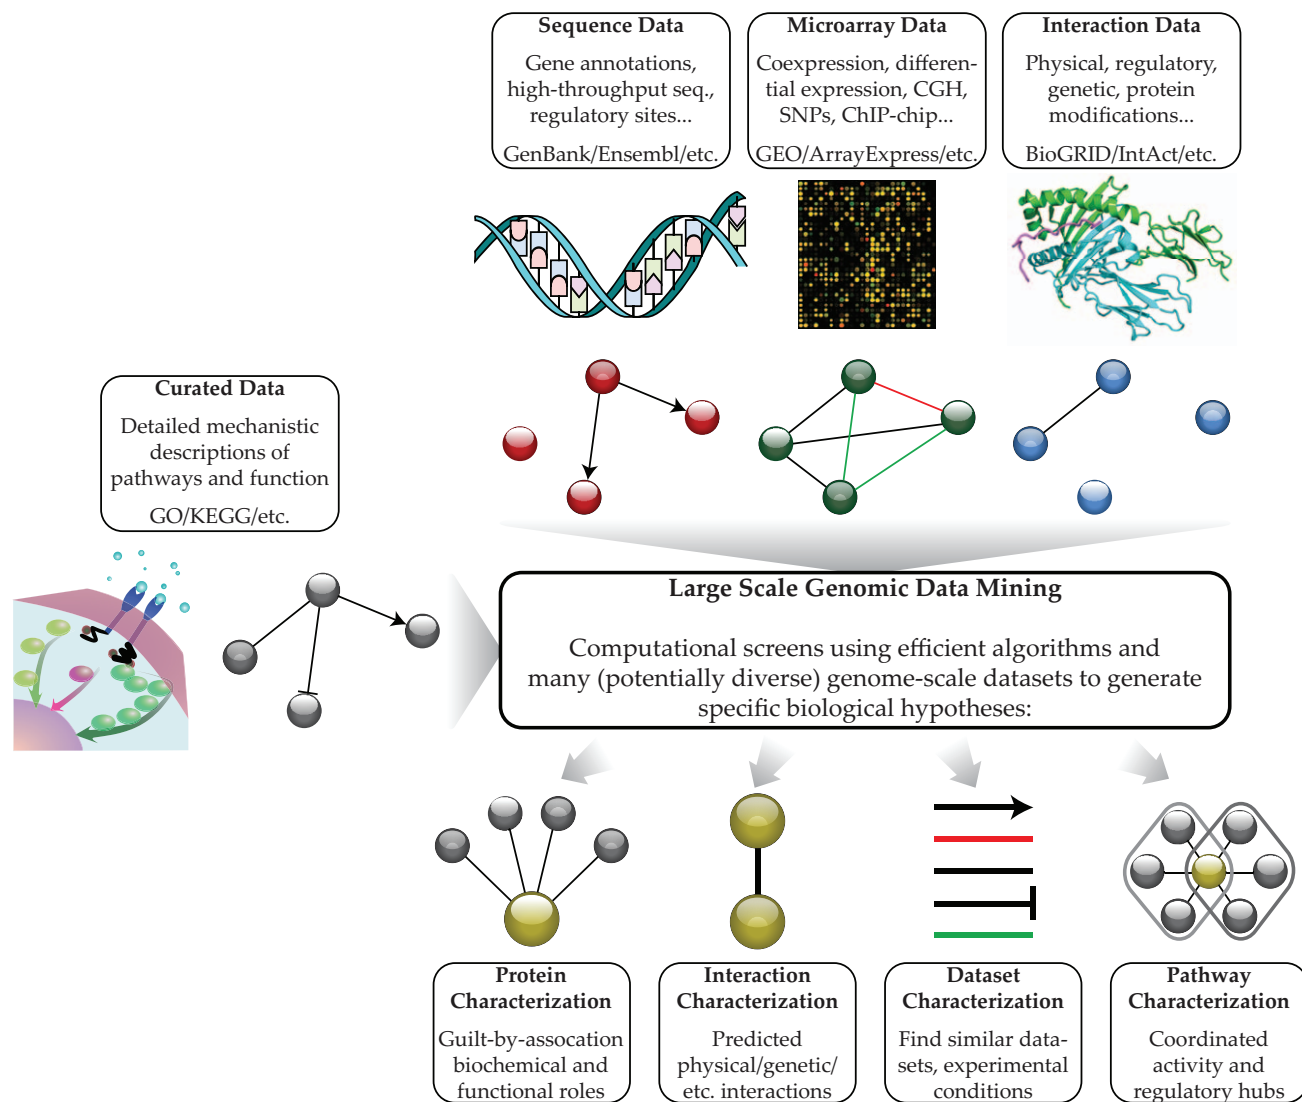 Sequence Data
Gene annotations,
high-throughput seq.,
regulatory sites...
GenBank/Ensembl/etc.
Microarray Data
Coexpression, differen-
tial expression, CGH,
SNPs, ChIP-chip...
GEO/ArrayExpress/etc.
Interaction Data
Physical, regulatory,
genetic, protein
modifications...
BioGRID/IntAct/etc.
Curated Data
Detailed mechanistic
descriptions of
pathways and function
GO/KEGG/etc.
Large Scale Genomic Data Mining
Computational screens using efficient algorithms and
many (potentially diverse) genome-scale datasets to generate
specific biological hypotheses:
Protein
Characterization
Guilt-by-assocation
biochemical and
functional roles
Interaction
Characterization
Predicted
physical/genetic/
etc. interactions
Dataset
Characterization
Find similar data-
sets, experimental
conditions
Pathway
Characterization
Coordinated
activity and
regulatory hubs